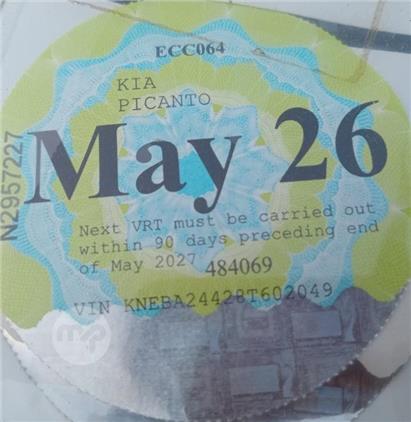 ECC064
KIA
PICANTO
May 26
N2957227
Next VRT must be carried out
within 90 days preceding end
of May 2027 484069
VIN KNEBA24428T602049